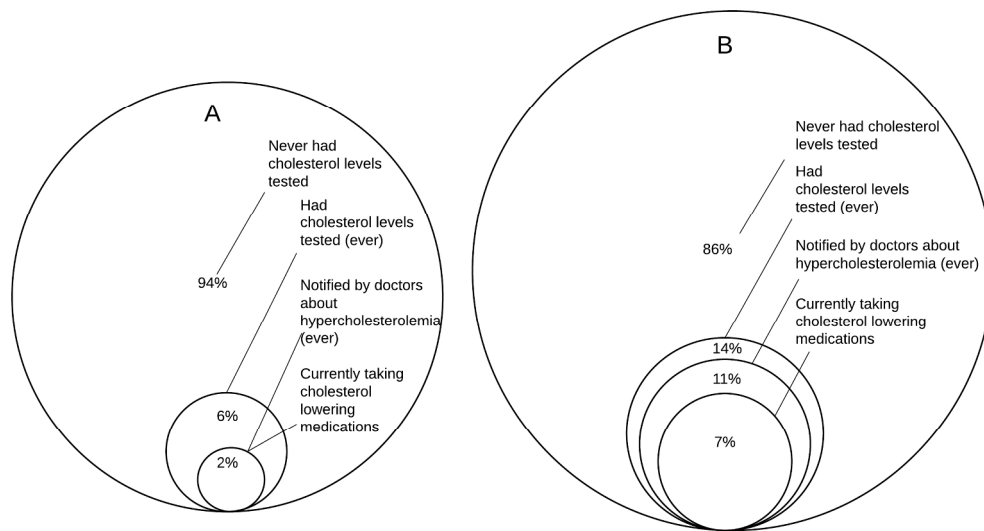 A
Never had
cholesterol levels
tested
Had
cholesterol levels
tested (ever)
94%
Notified by doctors
about
hypercholesterolemia
(ever)
Currently taking
cholesterol
lowering
medications
6%
2%
B
Never had cholesterol
levels tested
Had
cholesterol levels
tested (ever)
86%
Notified by doctors about
hypercholesterolemia (ever)
Currently taking
cholesterol lowering
medications
14%
11%
7%